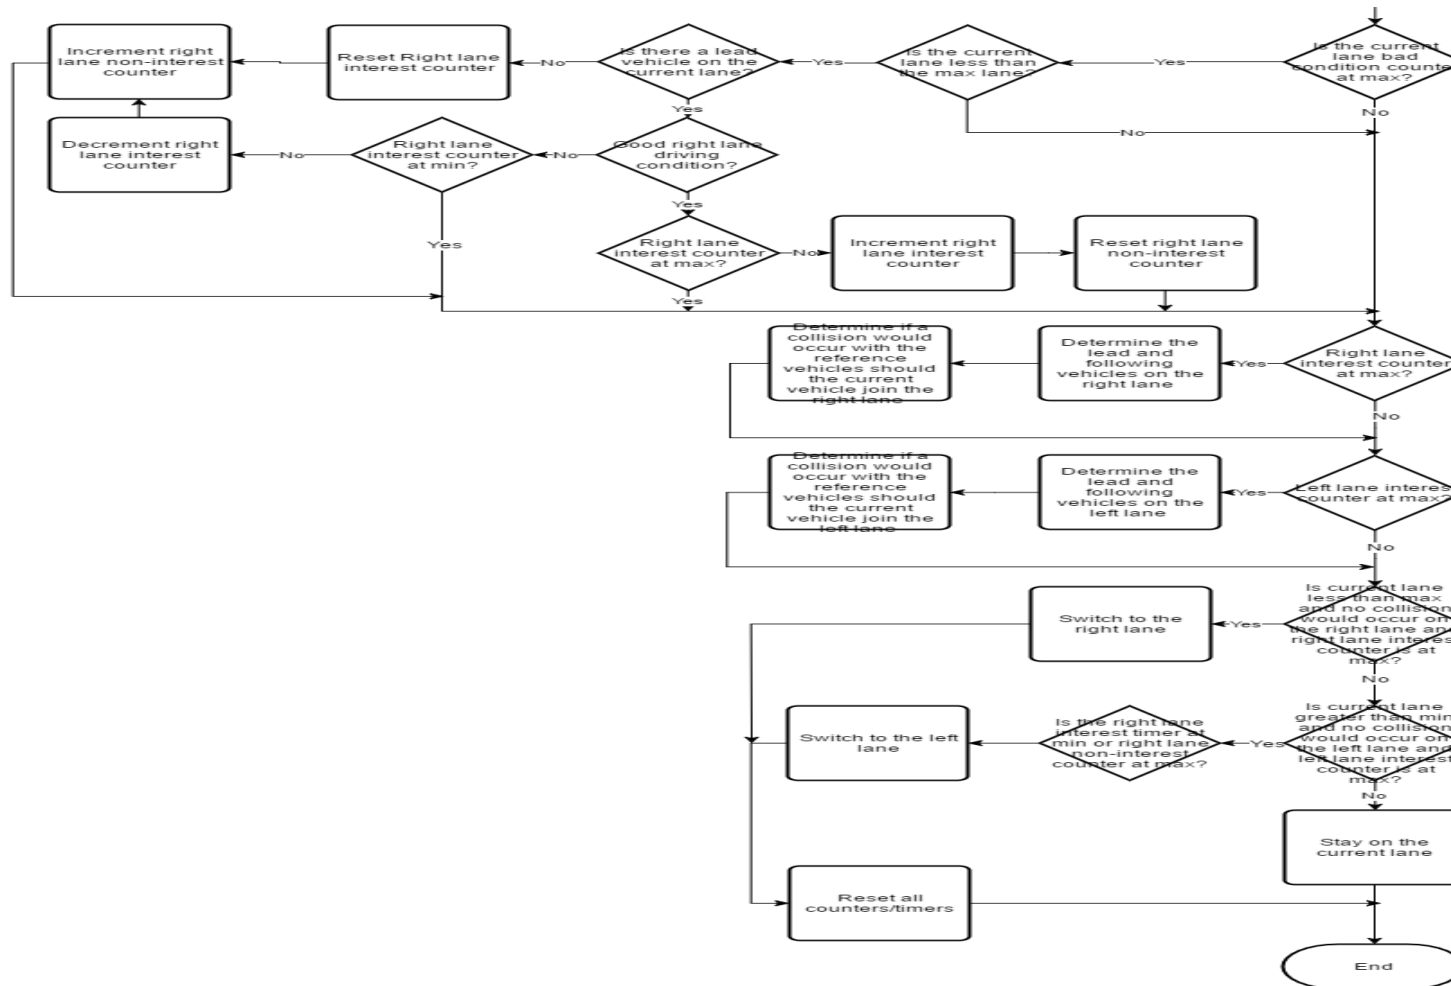 Increment right
lane non-interest
counter
Reset Right lane
interest counter
No
Is there a lead
vehicle on the
current lane?
Yes
Is the current
lane less than
the max lane?
Yes
Is the current
lane bad
condition counter
at max?
Yes
No
No
Decrement right
lane interest
counter
No
Right lane
interest counter
at min?
No
Good right lane
driving
condition?
Yes
Yes
Right lane
interest counter
at max?
No
Increment right
lane interest
counter
Reset right lane
non-interest
counter
Yes
Determine if a
collision would
occur with the
reference
vehicles should
the current
vehicle join the
right lane
Determine the
lead and
following
vehicles on the
right lane
Yes
Right lane
interest counter
at max?
No
Determine if a
collision would
occur with the
reference
vehicles should
the current
vehicle join the
left lane
Determine the
lead and
following
vehicles on the
left lane
Yes
Left lane interes
counter at max?
No
Switch to the
right lane
Yes
Is current lane
less than max
and no collision
would occur on
the right lane and
right lane interest
counter is at
max?
No
Switch to the left
lane
Is the right lane
interest timer at
min or right lane
non-interest
counter at max?
Yes
Is current lane
greater than min
and no collision
would occur on
the left lane and
left lane interest
counter is at
max?
No
Stay on the
current lane
Reset all
counters/timers
End